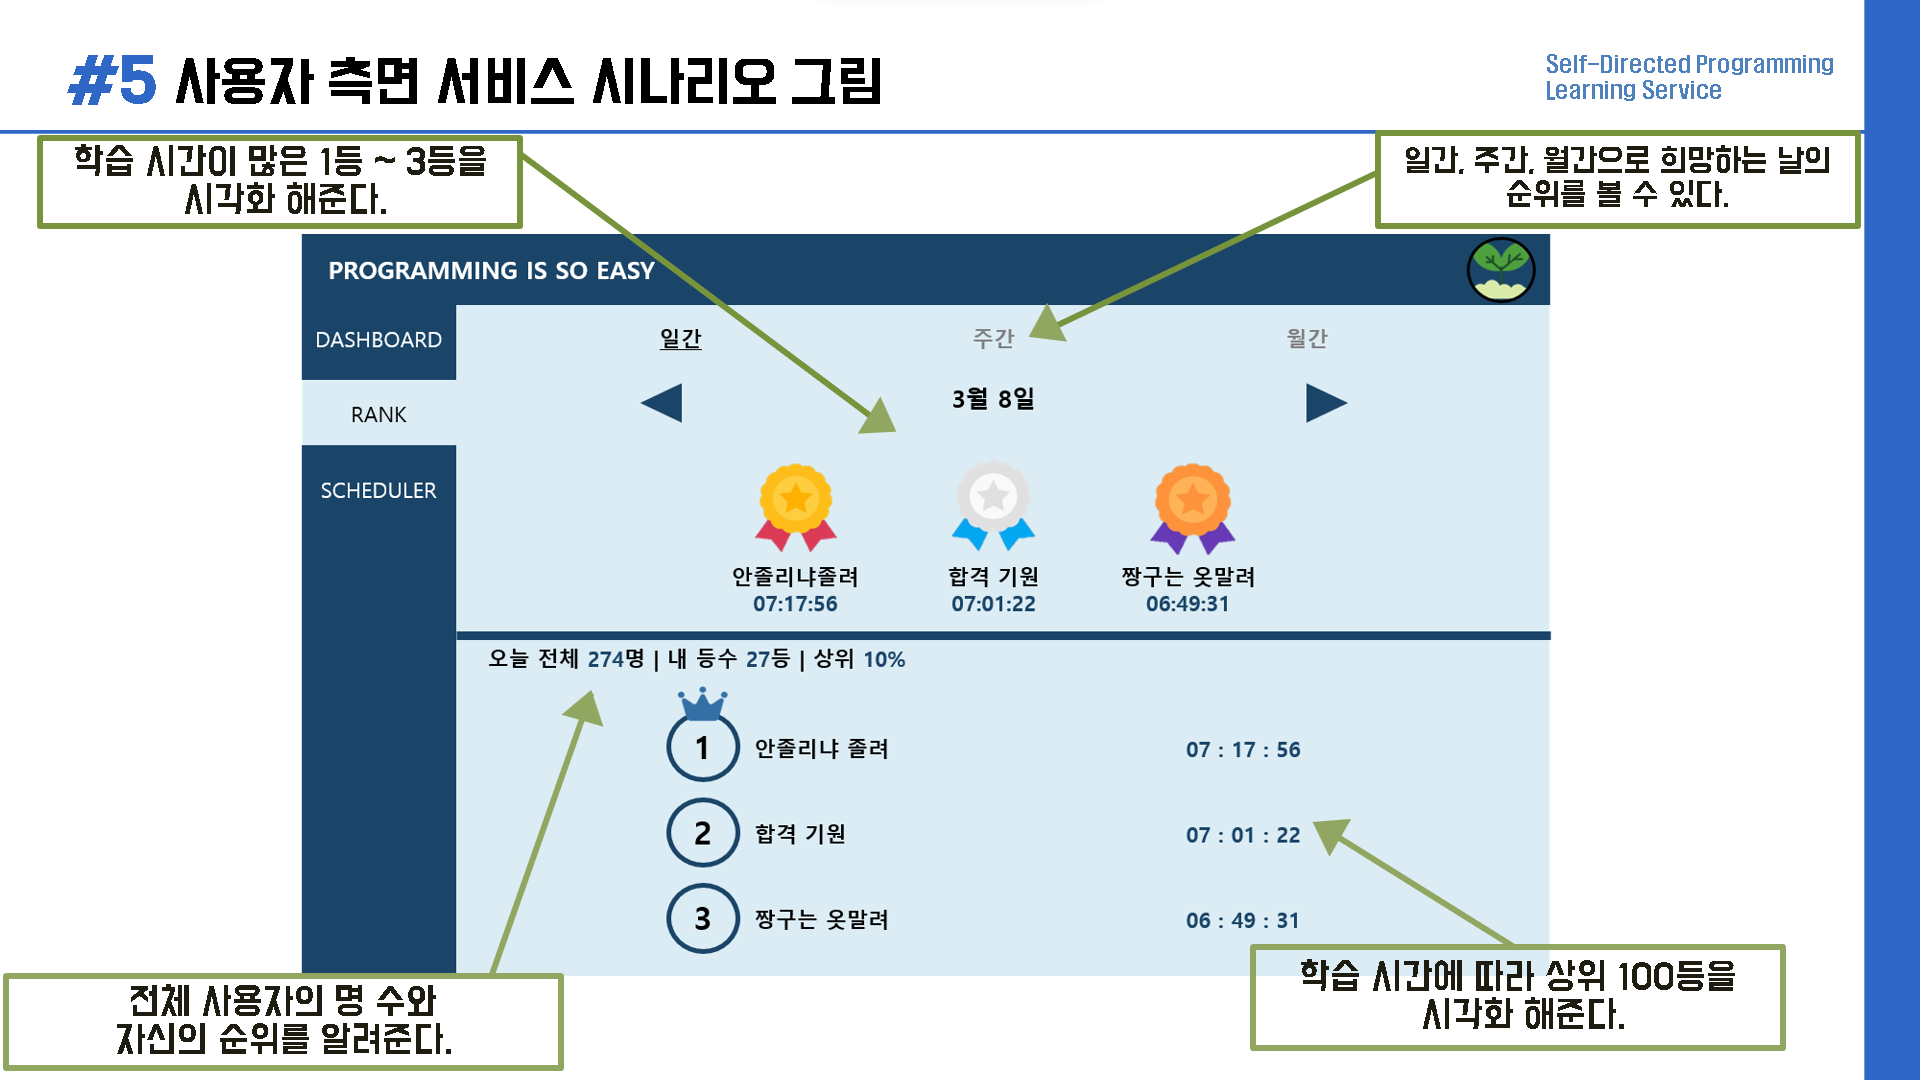 #5 사용자 측면 서비스 시나리오 그림
Self-Directed Programming
Learning Service
학습 시간이 많은 1등 ~ 3등을
시각화 해준다.
일간, 주간, 월간으로 희망하는 날의
순위를 볼 수 있다.
PROGRAMMING IS SO EASY
DASHBOARD
RANK
SCHEDULER
일간 주간 월간
3월 8일
안졸리냐졸려 합격 기원 짱구는 옷말려
07:17:56 07:01:22 06:49:31
오늘 전체 274명 | 내 등수 27등 | 상위 10%
1 안졸리냐 졸려 07 : 17 : 56
2 합격 기원 07 : 01 : 22
3 짱구는 옷말려 06 : 49 : 31
전체 사용자의 명 수와
자신의 순위를 알려준다.
학습 시간에 따라 상위 100등을
시각화 해준다.